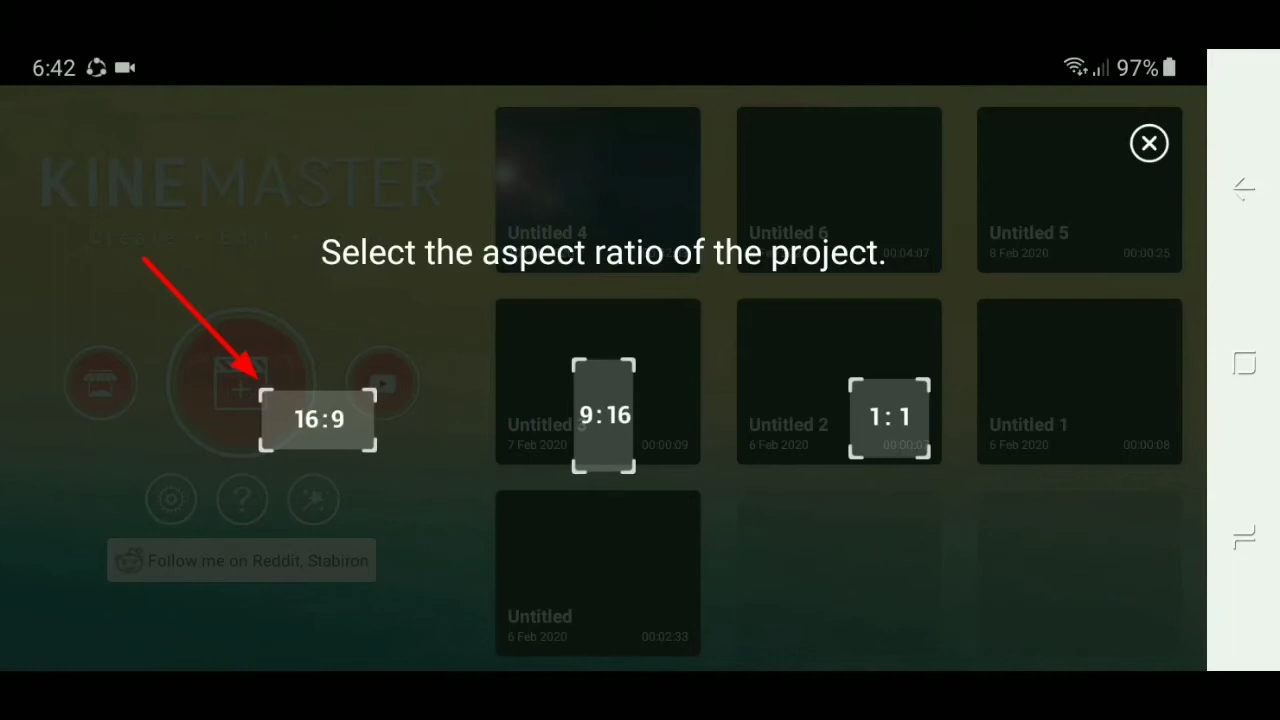 6:42
97%
KINEMASTER
Select the aspect ratio of the project.
Untitled 4
Untitled 6
00:04:07
Untitled 5
8 Feb 2020
00:00:25
16:9
9:16
1:1
Untitled 3
7 Feb 2020
00:00:09
Untitled 2
6 Feb 2020
Untitled 1
6 Feb 2020
00:00:08
Follow me on Reddit, Stabiron
Untitled
6 Feb 2020
00:02:33